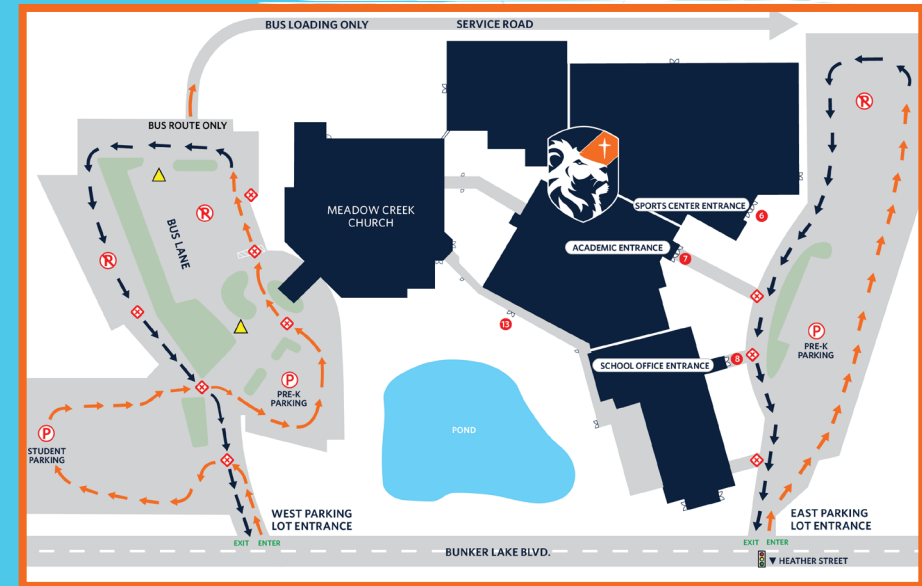 BUS LOADING ONLY
SERVICE ROAD
BUS ROUTE ONLY
MEADOW CREEK
CHURCH
SPORTS CENTER ENTRANCE
6
ACADEMIC ENTRANCE
7
BUS LANE
P
P
13
P
PRE-K
PARKING
SCHOOL OFFICE ENTRANCE
8
P
PRE-K
PARKING
P
STUDENT
PARKING
POND
WEST PARKING
LOT ENTRANCE
EAST PARKING
LOT ENTRANCE
EXIT ENTER
EXIT ENTER
BUNKER LAKE BLVD.
▼ HEATHER STREET